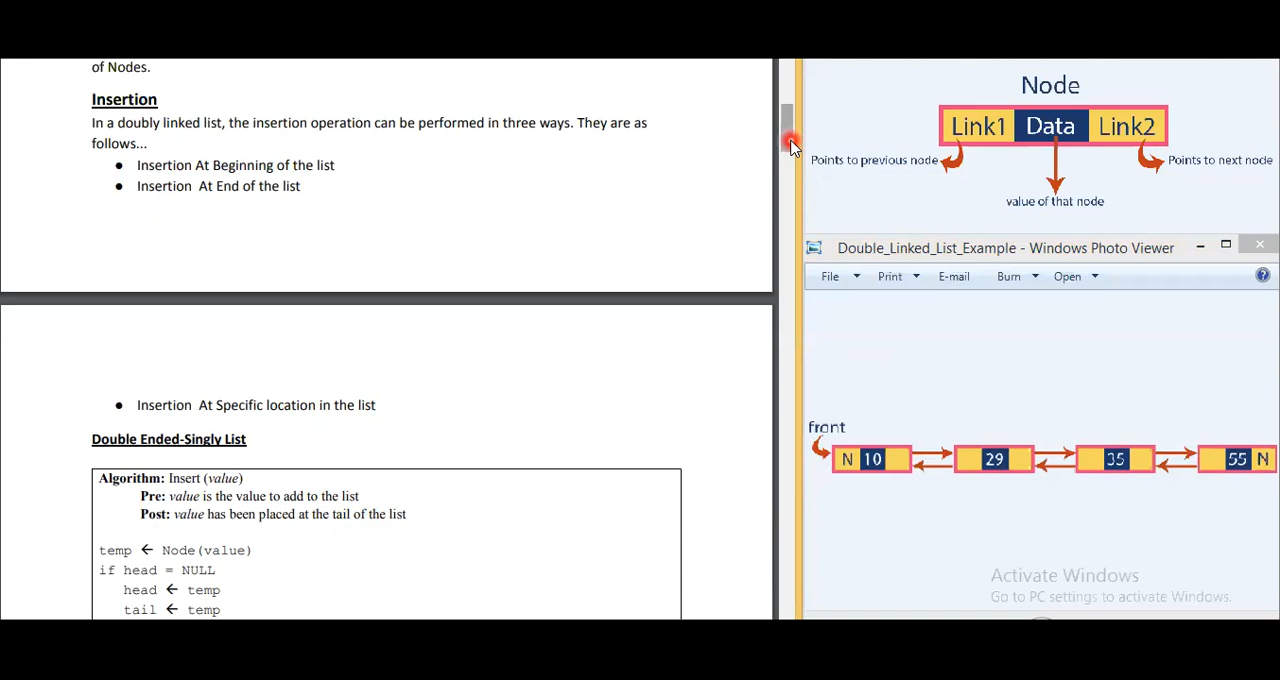 of Nodes.
Insertion
In a doubly linked list, the insertion operation can be performed in three ways. They are as
follows...
● Insertion At Beginning of the list
● Insertion At End of the list
● Insertion At Specific location in the list
Double Ended-Singly List
Algorithm: Insert (value)
Pre: value is the value to add to the list
Post: value has been placed at the tail of the list
temp ← Node(value)
if head = NULL
head ← temp
tail ← temp
Node
Link1 Data Link2
Points to previous node
Points to next node
value of that node
Double_Linked_List_Example - Windows Photo Viewer
File Print E-mail Burn Open
front
N 10 29 35 55 N
Activate Windows
Go to PC settings to activate Windows.